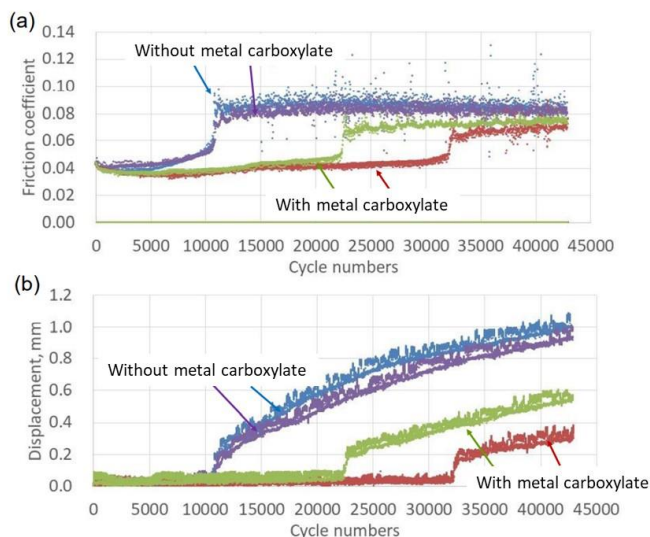 (a)
Friction coefficient
0.14
0.12
0.10
0.08
0.06
0.04
0.02
0.00
Without metal carboxylate
With metal carboxylate
0 5000 10000 15000 20000 25000 30000 35000 40000 45000
Cycle numbers
(b)
Displacement, mm
1.2
1.0
0.8
0.6
0.4
0.2
0.0
Without metal carboxylate
With metal carboxylate
0 5000 10000 15000 20000 25000 30000 35000 40000 45000
Cycle numbers